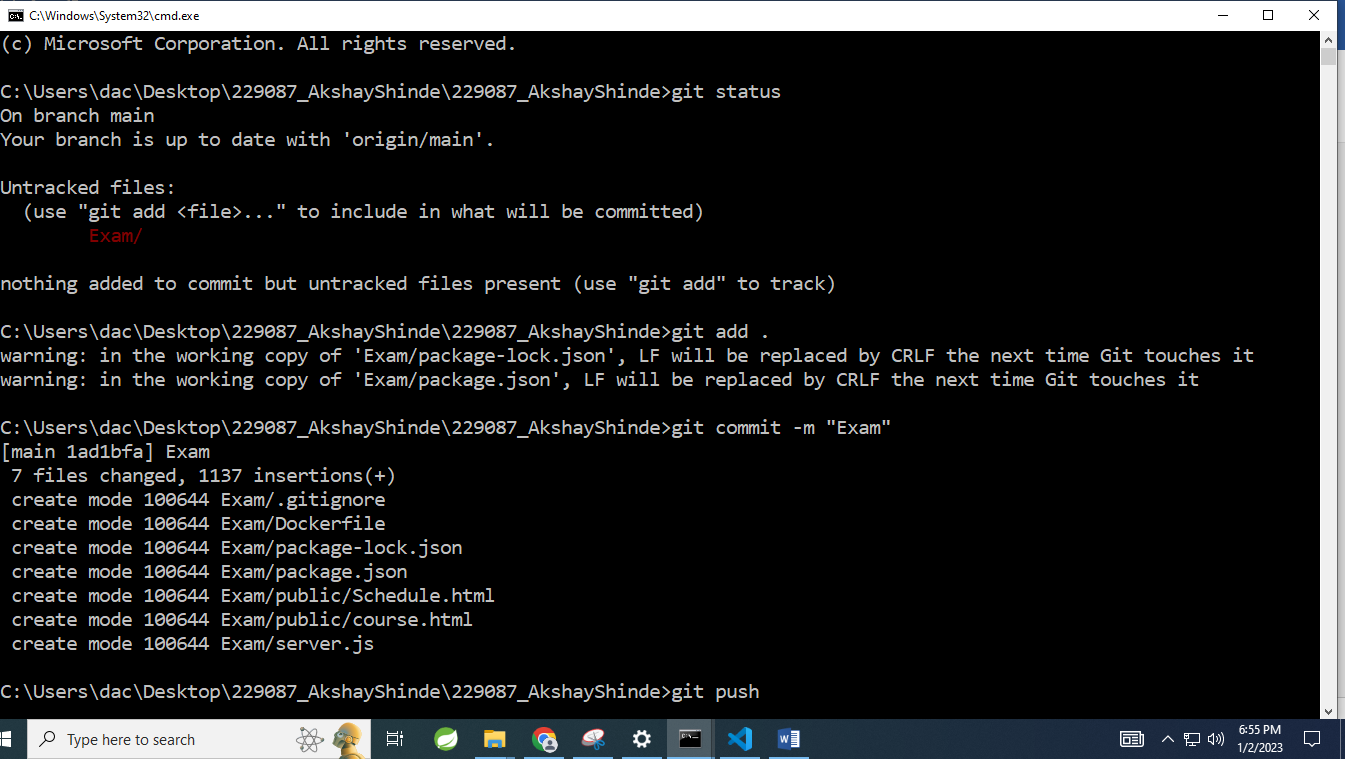 C:\Windows\System32\cmd.exe
(c) Microsoft Corporation. All rights reserved.
C:\Users\dac\Desktop\229087_AkshayShinde\229087_AkshayShinde>git status
On branch main
Your branch is up to date with 'origin/main'.
Untracked files:
  (use "git add <file>..." to include in what will be committed)
        Exam/
nothing added to commit but untracked files present (use "git add" to track)
C:\Users\dac\Desktop\229087_AkshayShinde\229087_AkshayShinde>git add .
warning: in the working copy of 'Exam/package-lock.json', LF will be replaced by CRLF the next time Git touches it
warning: in the working copy of 'Exam/package.json', LF will be replaced by CRLF the next time Git touches it
C:\Users\dac\Desktop\229087_AkshayShinde\229087_AkshayShinde>git commit -m "Exam"
[main 1ad1bfa] Exam
 7 files changed, 1137 insertions(+)
 create mode 100644 Exam/.gitignore
 create mode 100644 Exam/Dockerfile
 create mode 100644 Exam/package-lock.json
 create mode 100644 Exam/package.json
 create mode 100644 Exam/public/Schedule.html
 create mode 100644 Exam/public/course.html
 create mode 100644 Exam/server.js
C:\Users\dac\Desktop\229087_AkshayShinde\229087_AkshayShinde>git push
Type here to search
6:55 PM
1/2/2023